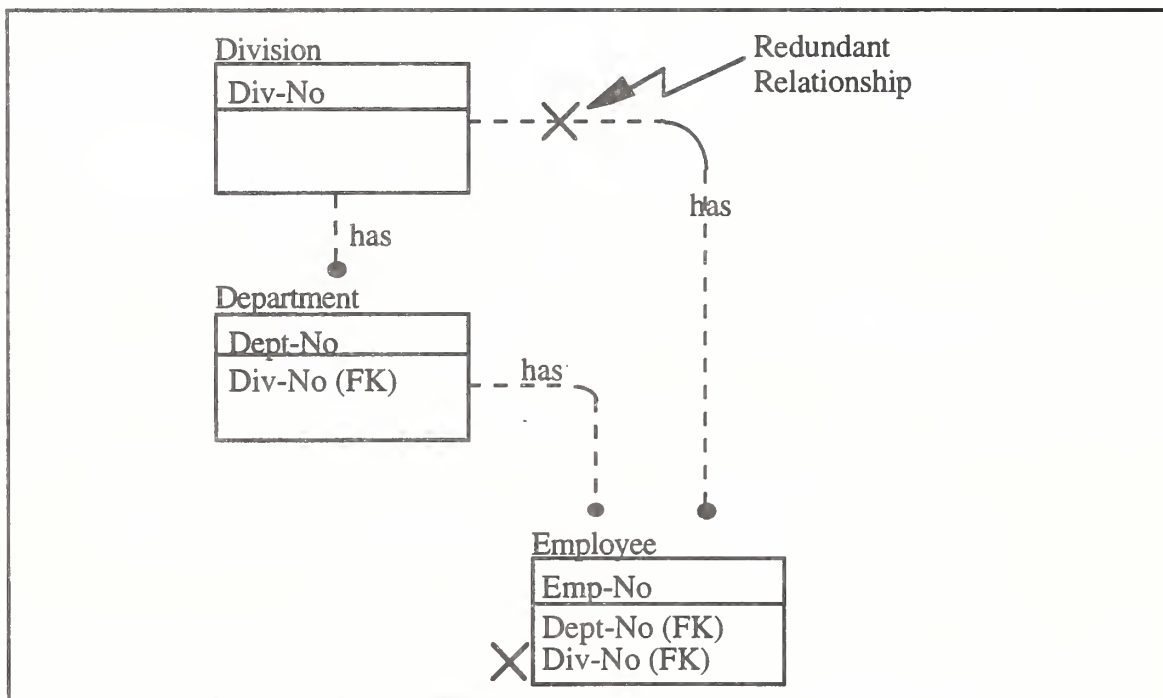 Division
Div-No
Redundant
Relationship
has
has
Department
Dept-No
Div-No (FK)
has
Employee
Emp-No
Dept-No (FK)
Div-No (FK)